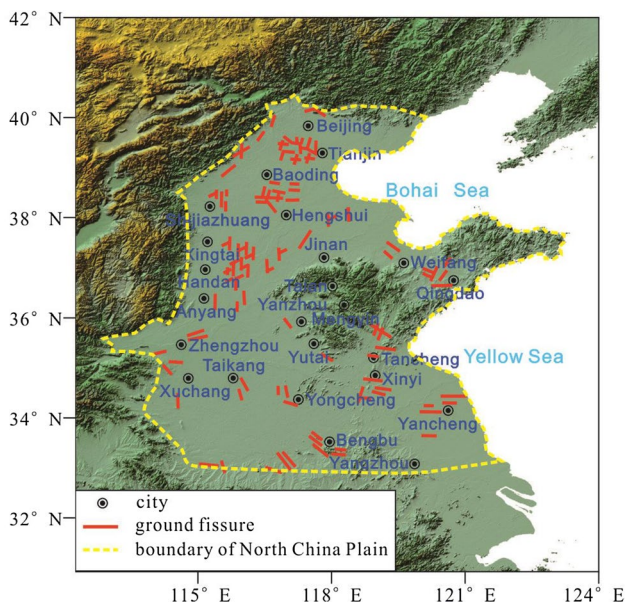 42° N
40° N
38° N
36° N
34° N
32° N
Beijing
Tianjin
Baoding
Bohai Sea
Shijiazhuang
Hengshui
Xingtai
Jinan
Weifang
Handan
Taian
Qingdao
Anyang
Yanzhou
Mengyin
Zhengzhou
Yutai
Tancheng
Yellow Sea
Taikang
Xinyi
Xuchang
Yongcheng
Yancheng
Bengbu
Yangzhou
city
ground fissure
boundary of North China Plain
115° E
118° E
121° E
124° E